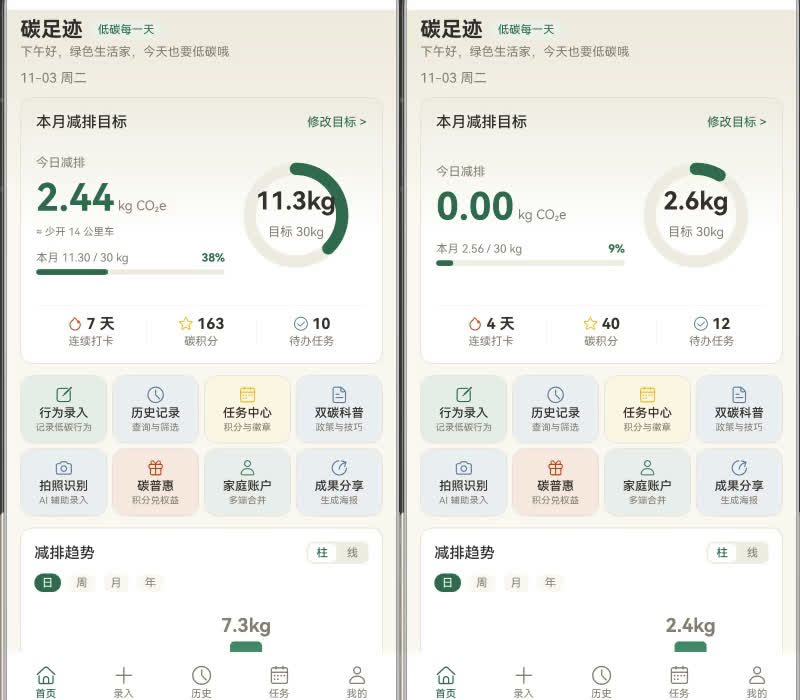 碳足迹 低碳每一天
下午好，绿色生活家，今天也要低碳哦
11-03 周二
本月减排目标 修改目标 >
今日减排
2.44 kg CO₂e
≈ 少开 14 公里车
本月 11.30 / 30 kg 38%
11.3kg
目标 30kg
7 天 163 10
连续打卡 碳积分 待办任务
行为录入 历史记录 任务中心 双碳科普
记录低碳行为 查询与筛选 积分与徽章 政策与技巧
拍照识别 碳普惠 家庭账户 成果分享
AI 辅助录入 积分兑权益 多端合并 生成海报
减排趋势 柱 线
日 周 月 年
7.3kg
首页 录入 历史 任务 我的
碳足迹 低碳每一天
下午好，绿色生活家，今天也要低碳哦
11-03 周二
本月减排目标 修改目标 >
今日减排
0.00 kg CO₂e
本月 2.56 / 30 kg 9%
2.6kg
目标 30kg
4 天 40 12
连续打卡 碳积分 待办任务
行为录入 历史记录 任务中心 双碳科普
记录低碳行为 查询与筛选 积分与徽章 政策与技巧
拍照识别 碳普惠 家庭账户 成果分享
AI 辅助录入 积分兑权益 多端合并 生成海报
减排趋势 柱 线
日 周 月 年
2.4kg
首页 录入 历史 任务 我的